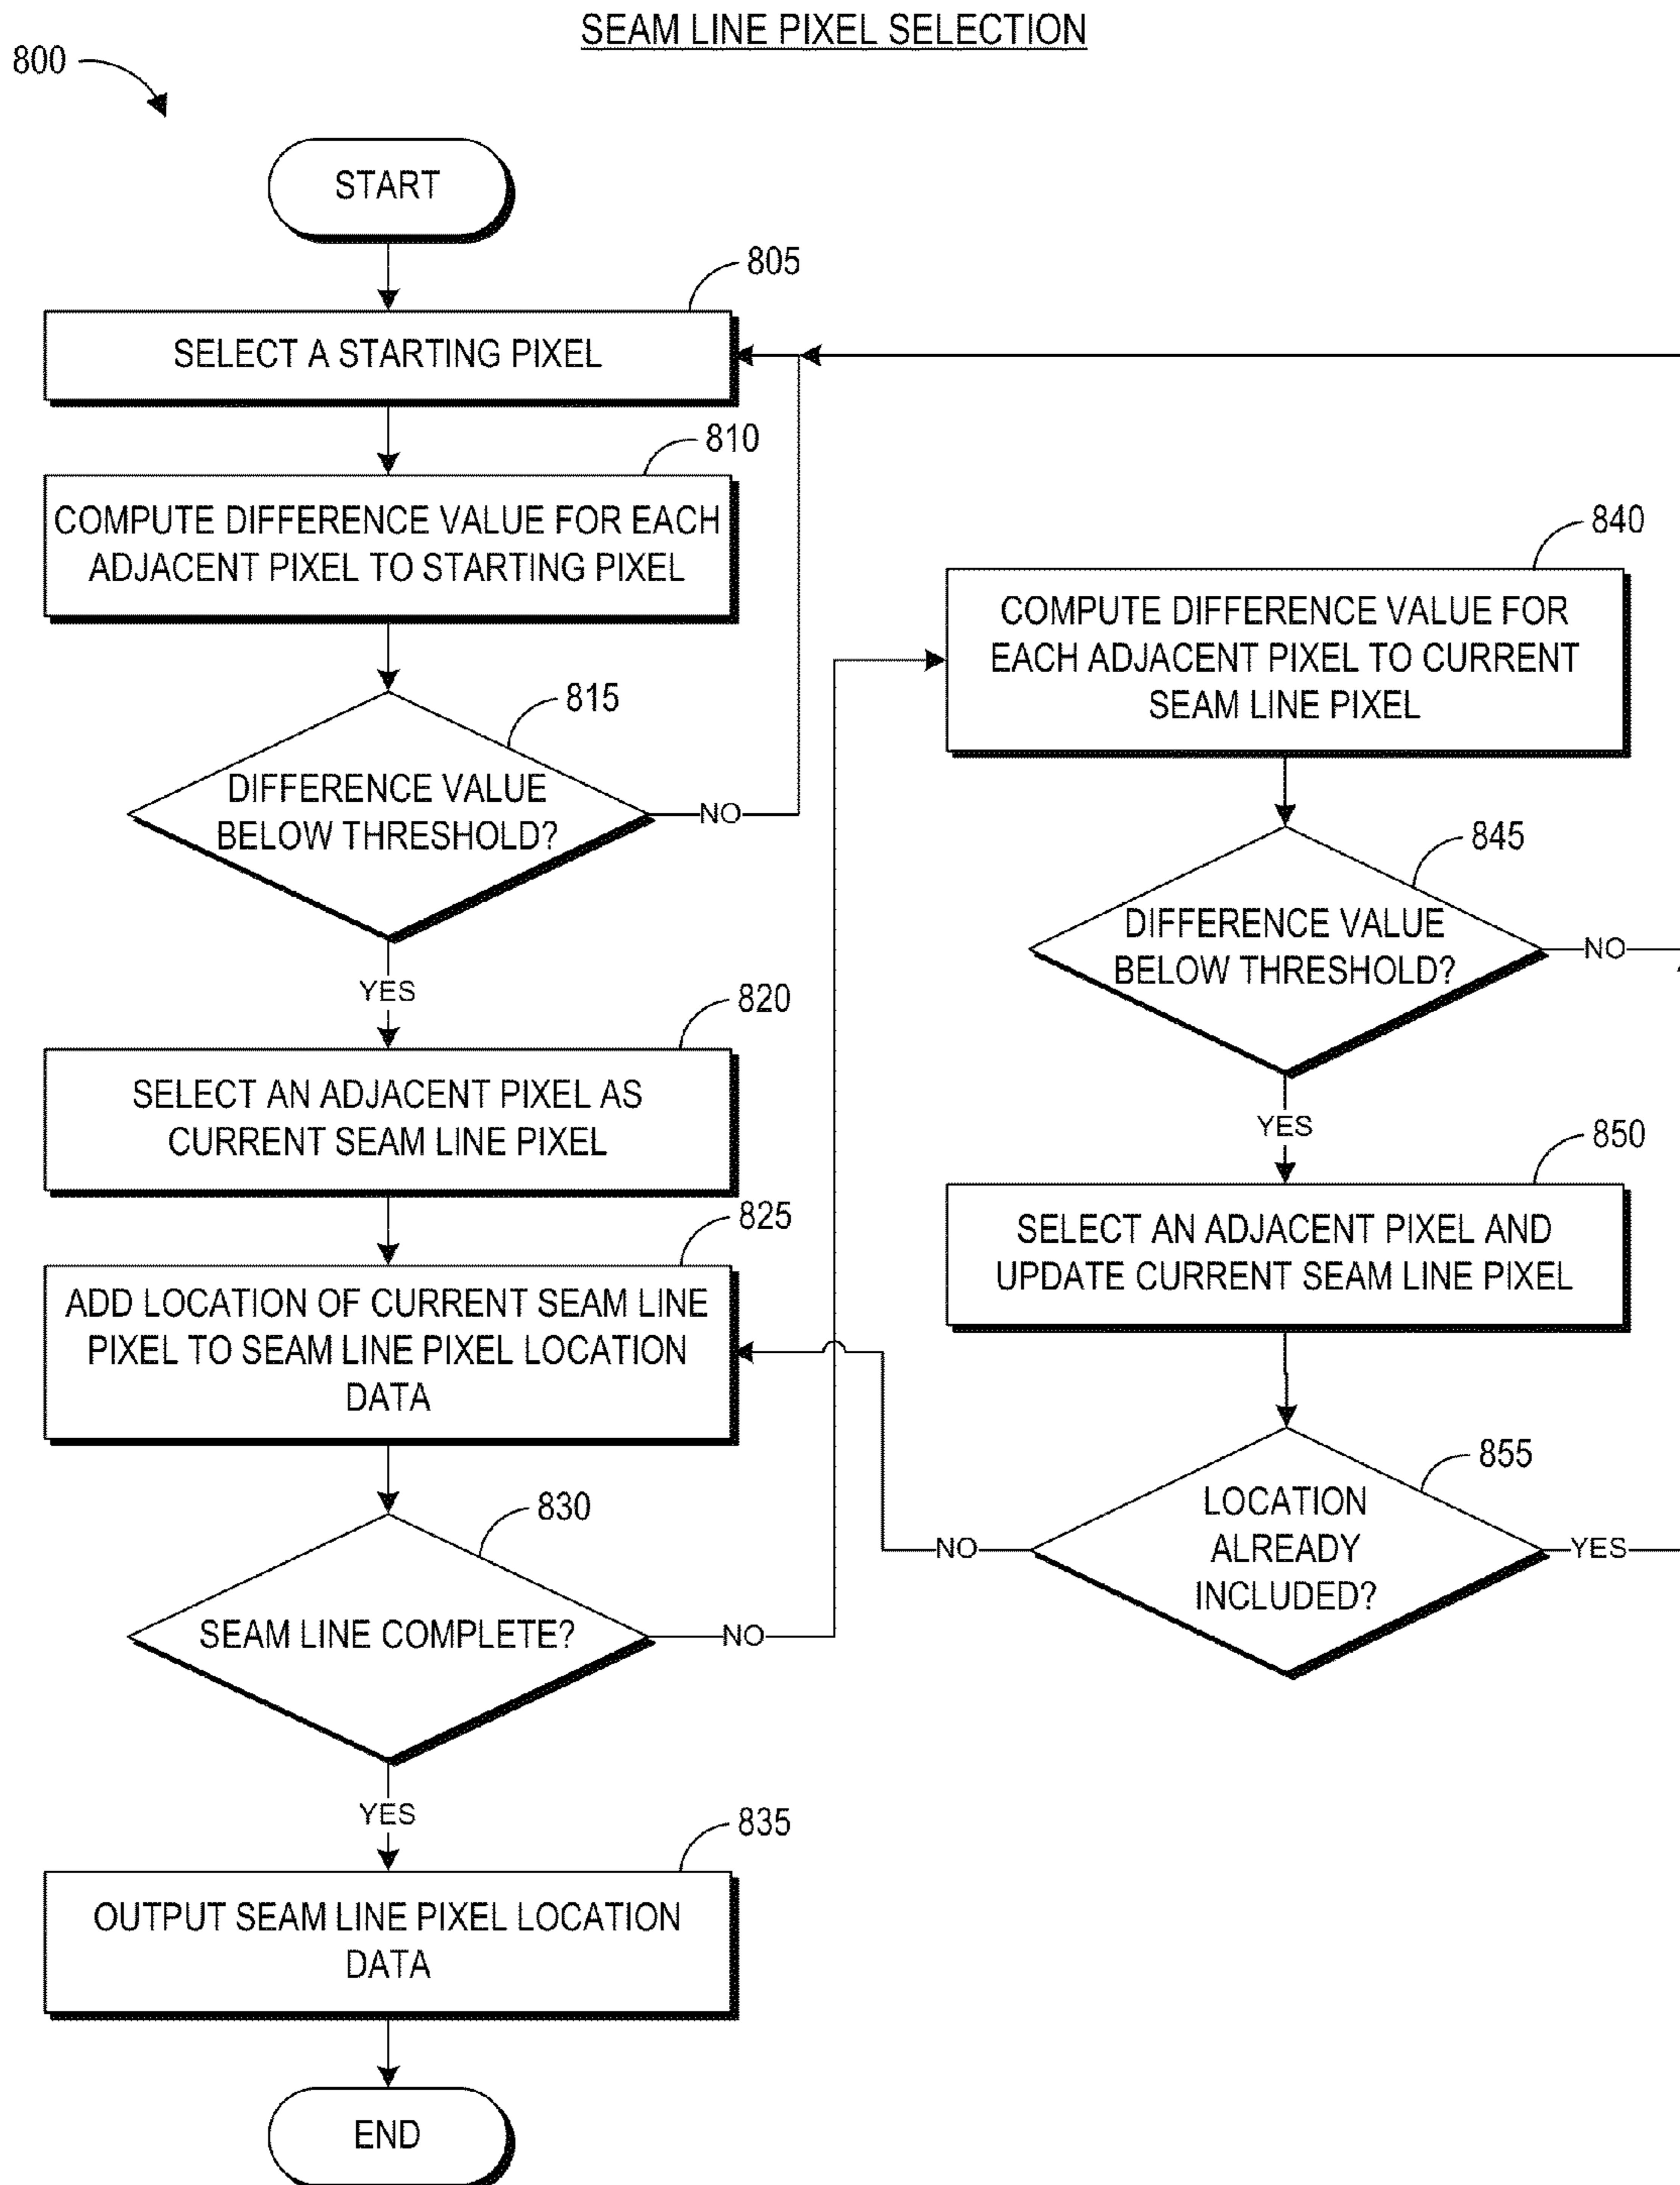 SEAM LINE PIXEL SELECTION
800
START
805
SELECT A STARTING PIXEL
810
COMPUTE DIFFERENCE VALUE FOR EACH
ADJACENT PIXEL TO STARTING PIXEL
815
DIFFERENCE VALUE
BELOW THRESHOLD?
NO
YES
820
SELECT AN ADJACENT PIXEL AS
CURRENT SEAM LINE PIXEL
825
ADD LOCATION OF CURRENT SEAM LINE
PIXEL TO SEAM LINE PIXEL LOCATION
DATA
830
SEAM LINE COMPLETE?
NO
YES
835
OUTPUT SEAM LINE PIXEL LOCATION
DATA
END
840
COMPUTE DIFFERENCE VALUE FOR
EACH ADJACENT PIXEL TO CURRENT
SEAM LINE PIXEL
845
DIFFERENCE VALUE
BELOW THRESHOLD?
NO
YES
850
SELECT AN ADJACENT PIXEL AND
UPDATE CURRENT SEAM LINE PIXEL
855
LOCATION
ALREADY
INCLUDED?
NO
YES